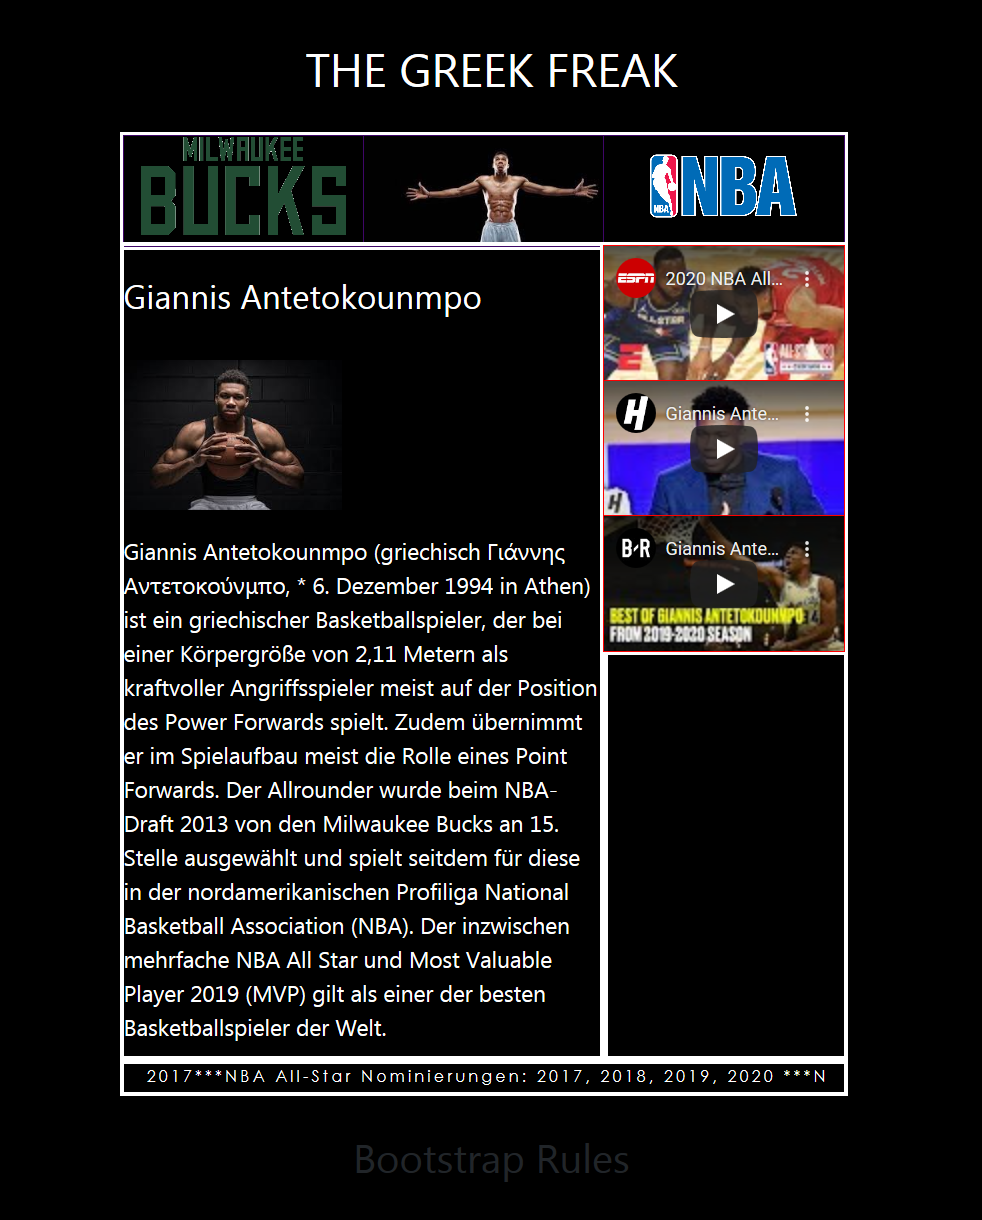 THE GREEK FREAK
MILWAUKEE
BUCKS
NBA
NBA
Giannis Antetokounmpo
ESPN
2020 NBA All...
ALL-STAR
H
Giannis Ante...
H
B/R
Giannis Ante...
BEST OF GIANNIS ANTETOKOUNMPO
FROM 2019-2020 SEASON
Giannis Antetokounmpo (griechisch Γιάννης
Αντετοκούνμπο, * 6. Dezember 1994 in Athen)
ist ein griechischer Basketballspieler, der bei
einer Körpergröße von 2,11 Metern als
kraftvoller Angriffsspieler meist auf der Position
des Power Forwards spielt. Zudem übernimmt
er im Spielaufbau meist die Rolle eines Point
Forwards. Der Allrounder wurde beim NBA-
Draft 2013 von den Milwaukee Bucks an 15.
Stelle ausgewählt und spielt seitdem für diese
in der nordamerikanischen Profiliga National
Basketball Association (NBA). Der inzwischen
mehrfache NBA All Star und Most Valuable
Player 2019 (MVP) gilt als einer der besten
Basketballspieler der Welt.
2017***NBA All-Star Nominierungen: 2017, 2018, 2019, 2020 ***N
Bootstrap Rules